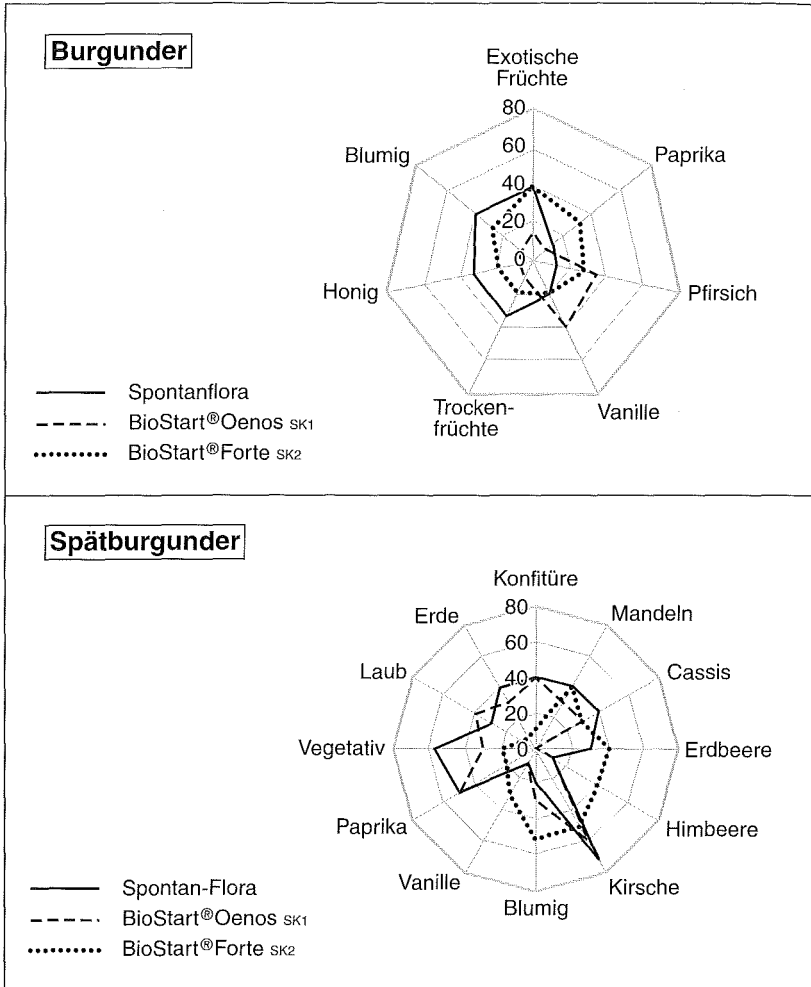 Burgunder
Exotische
Früchte
80
60
40
20
0
Paprika
Pfirsich
Vanille
Trocken-
früchte
Honig
Blumig
Spontanflora
BioStart®Oenos SK1
BioStart®Forte SK2
Spätburgunder
Konfitüre
80
60
40
20
0
Mandeln
Cassis
Erdbeere
Himbeere
Kirsche
Blumig
Vanille
Paprika
Vegetativ
Laub
Erde
Spontan-Flora
BioStart®Oenos SK1
BioStart®Forte SK2